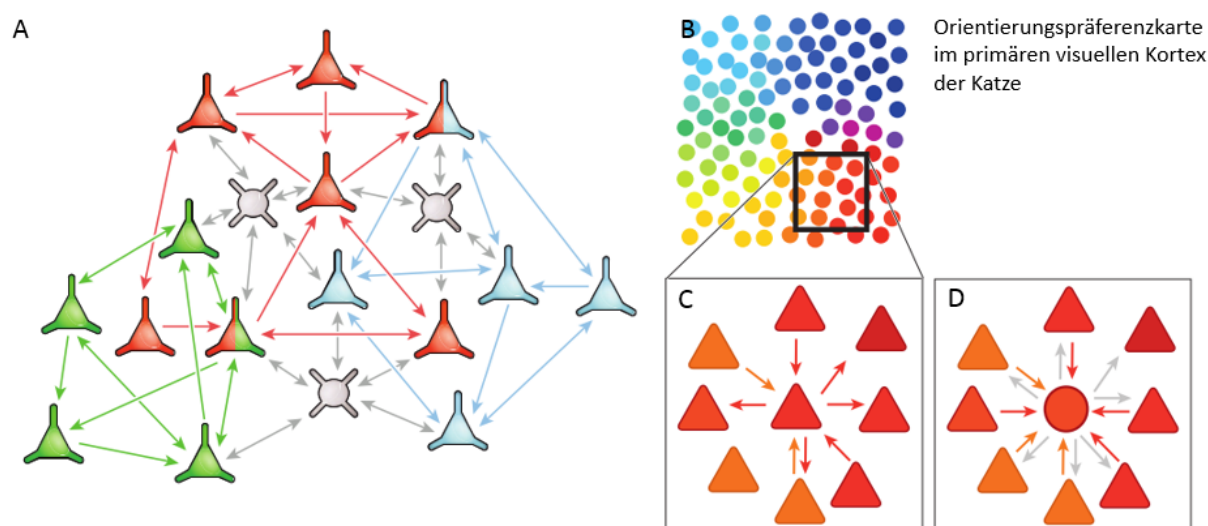 A
B
Orientierungspräferenzkarte
im primären visuellen Kortex
der Katze
C
D